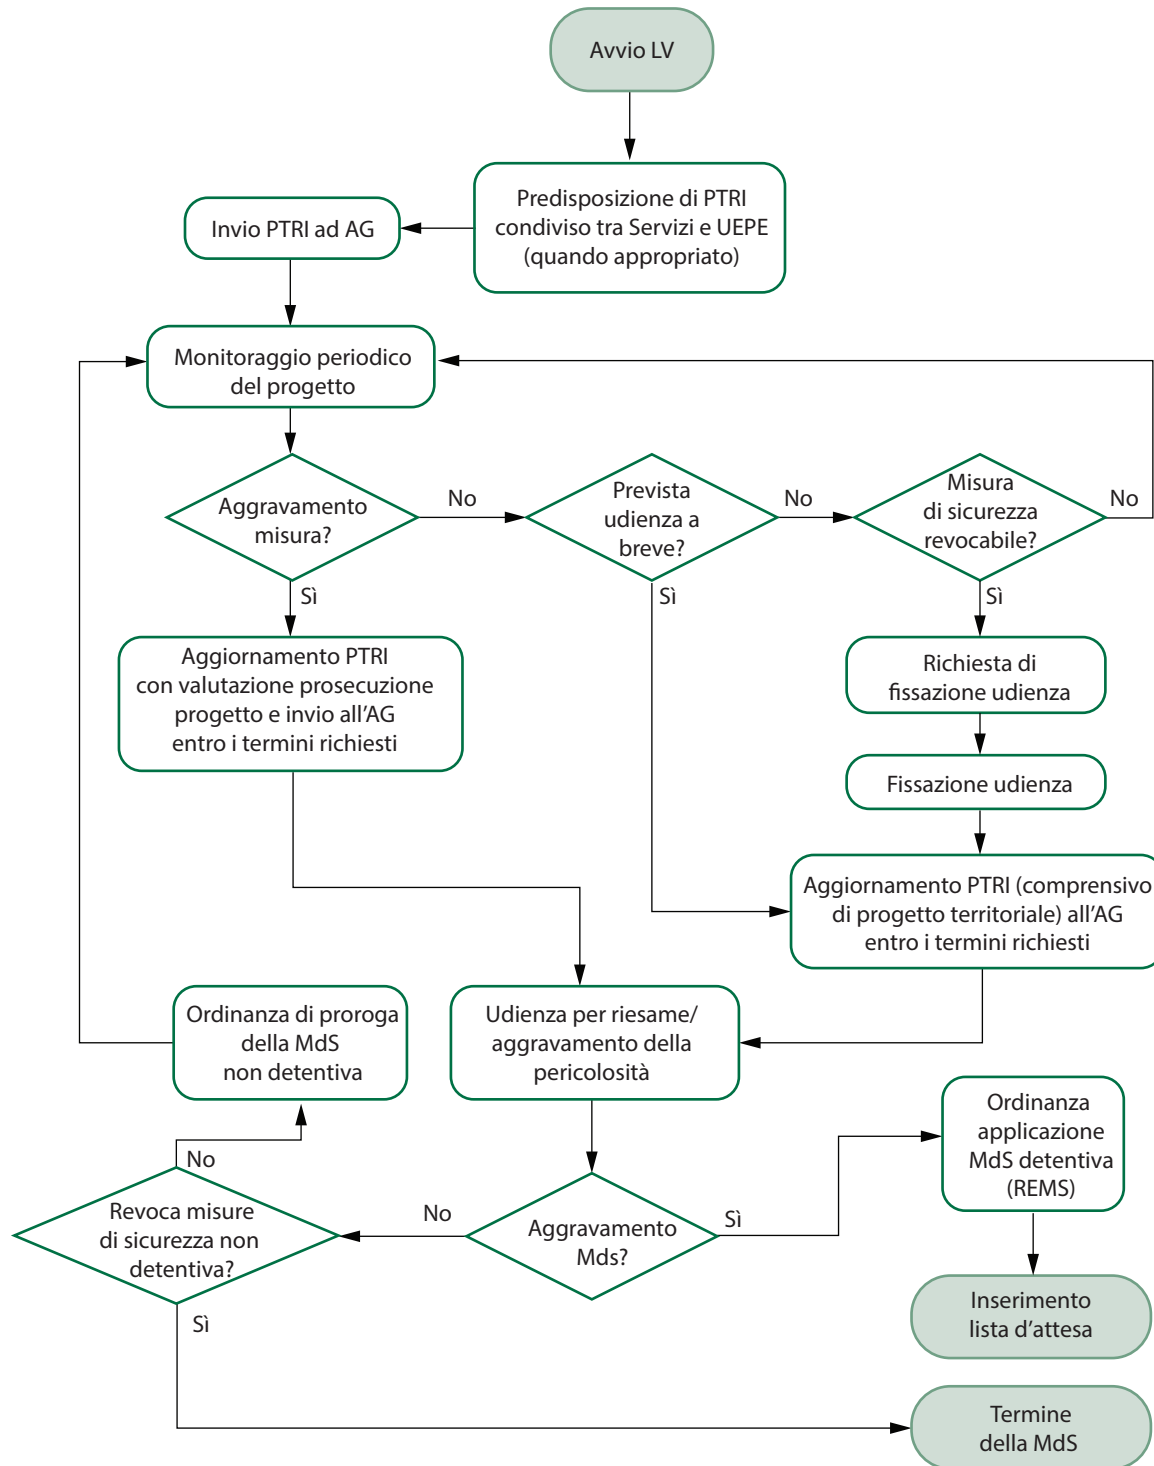 Avvio LV
Predisposizione di PTRI
condiviso tra Servizi e UEPE
(quando appropriato)
Invio PTRI ad AG
Monitoraggio periodico
del progetto
Aggravamento
misura?
No
Prevista
udienza a
breve?
No
Misura
di sicurezza
revocabile?
No
Sì
Sì
Sì
Aggiornamento PTRI
con valutazione prosecuzione
progetto e invio all'AG
entro i termini richiesti
Richiesta di
fissazione udienza
Fissazione udienza
Aggiornamento PTRI (comprensivo
di progetto territoriale) all'AG
entro i termini richiesti
Ordinanza di proroga
della MdS
non detentiva
Udienza per riesame/
aggravamento della
pericolosità
Ordinanza
applicazione
MdS detentiva
(REMS)
No
Revoca misure
di sicurezza non
detentiva?
No
Aggravamento
Mds?
Sì
Sì
Inserimento
lista d'attesa
Termine
della MdS